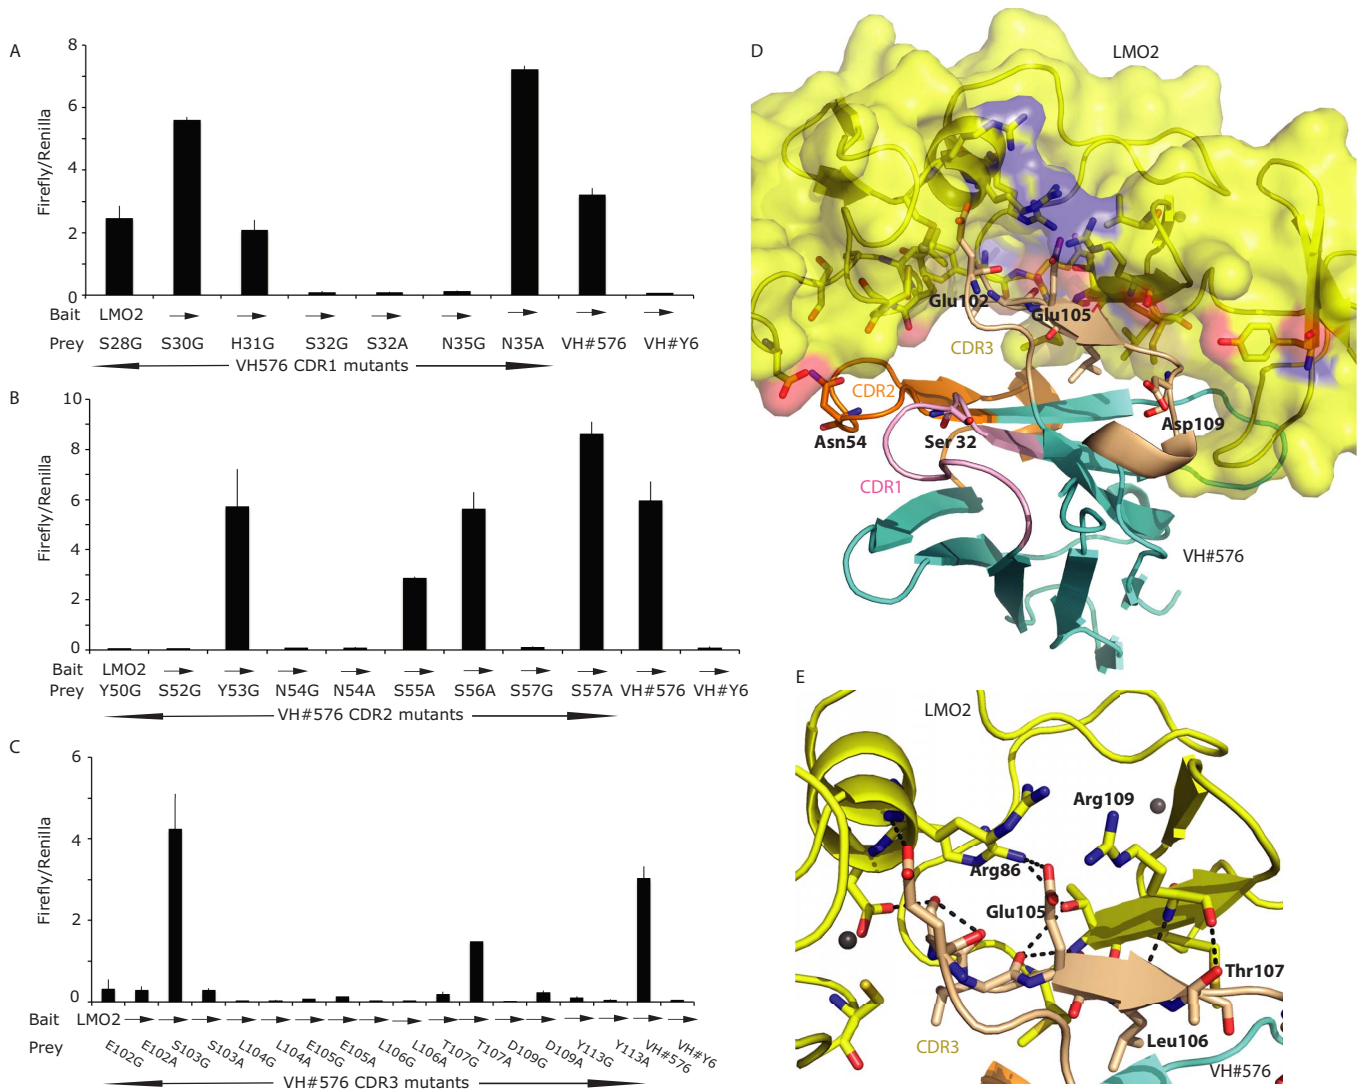 A
8
6
4
2
0
Firefly/Renilla
Bait LMO2
Prey S28G S30G H31G S32G S32A N35G N35A VH#576 VH#Y6
VH576 CDR1 mutants
B
10
8
6
4
2
0
Firefly/Renilla
Bait LMO2
Prey Y50G S52G Y53G N54G N54A S55A S56A S57G S57A VH#576 VH#Y6
VH#576 CDR2 mutants
C
6
4
2
0
Firefly/Renilla
Bait LMO2
Prey E102G E102A S103G S103A L104G L104A E105G E105A L106G L106A T107G T107A D109G D109A Y113G Y113A VH#576 VH#Y6
VH#576 CDR3 mutants
D
LMO2
Glu102
Glu105
CDR3
CDR2
Asn54
Ser 32
Asp109
CDR1
VH#576
E
LMO2
Arg109
Arg86
Glu105
Thr107
CDR3
Leu106
VH#576